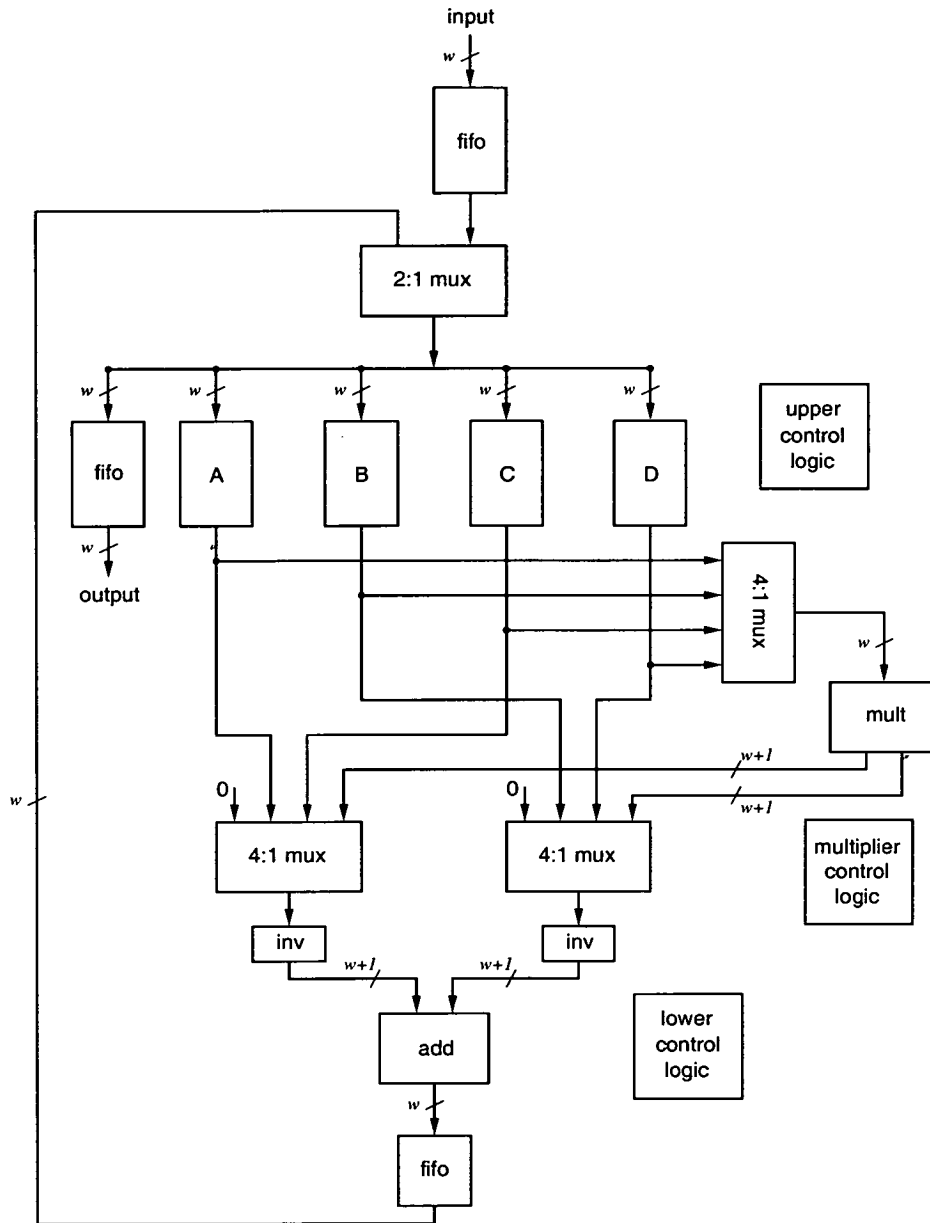 input
w
fifo
2:1 mux
w
w
w
w
w
fifo
A
B
C
D
upper
control
logic
w
output
4:1 mux
w
mult
w+1
w+1
w
0
0
4:1 mux
4:1 mux
multiplier
control
logic
inv
inv
w+1
w+1
add
lower
control
logic
w
fifo